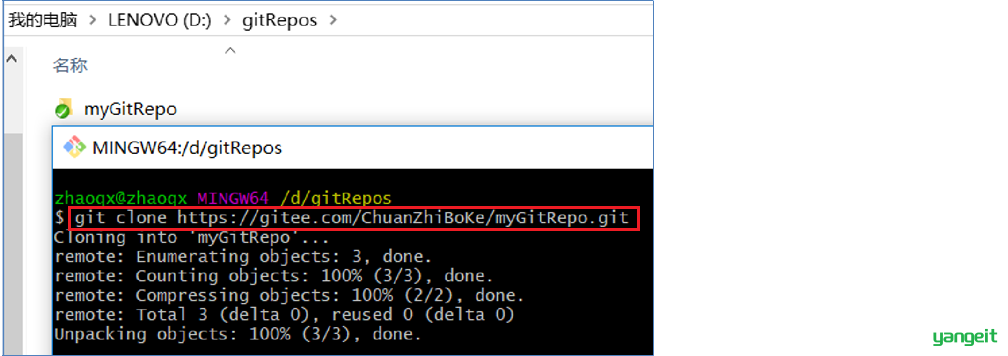 我的电脑 > LENOVO (D:) > gitRepos >
名称
myGitRepo
MINGW64:/d/gitRepos
zhaoqx@zhaoqx MINGW64 /d/gitRepos
$ git clone https://gitee.com/ChuanZhiBoKe/myGitRepo.git
Cloning into 'myGitRepo'...
remote: Enumerating objects: 3, done.
remote: Counting objects: 100% (3/3), done.
remote: Compressing objects: 100% (2/2), done.
remote: Total 3 (delta 0), reused 0 (delta 0)
Unpacking objects: 100% (3/3), done.
yangeit